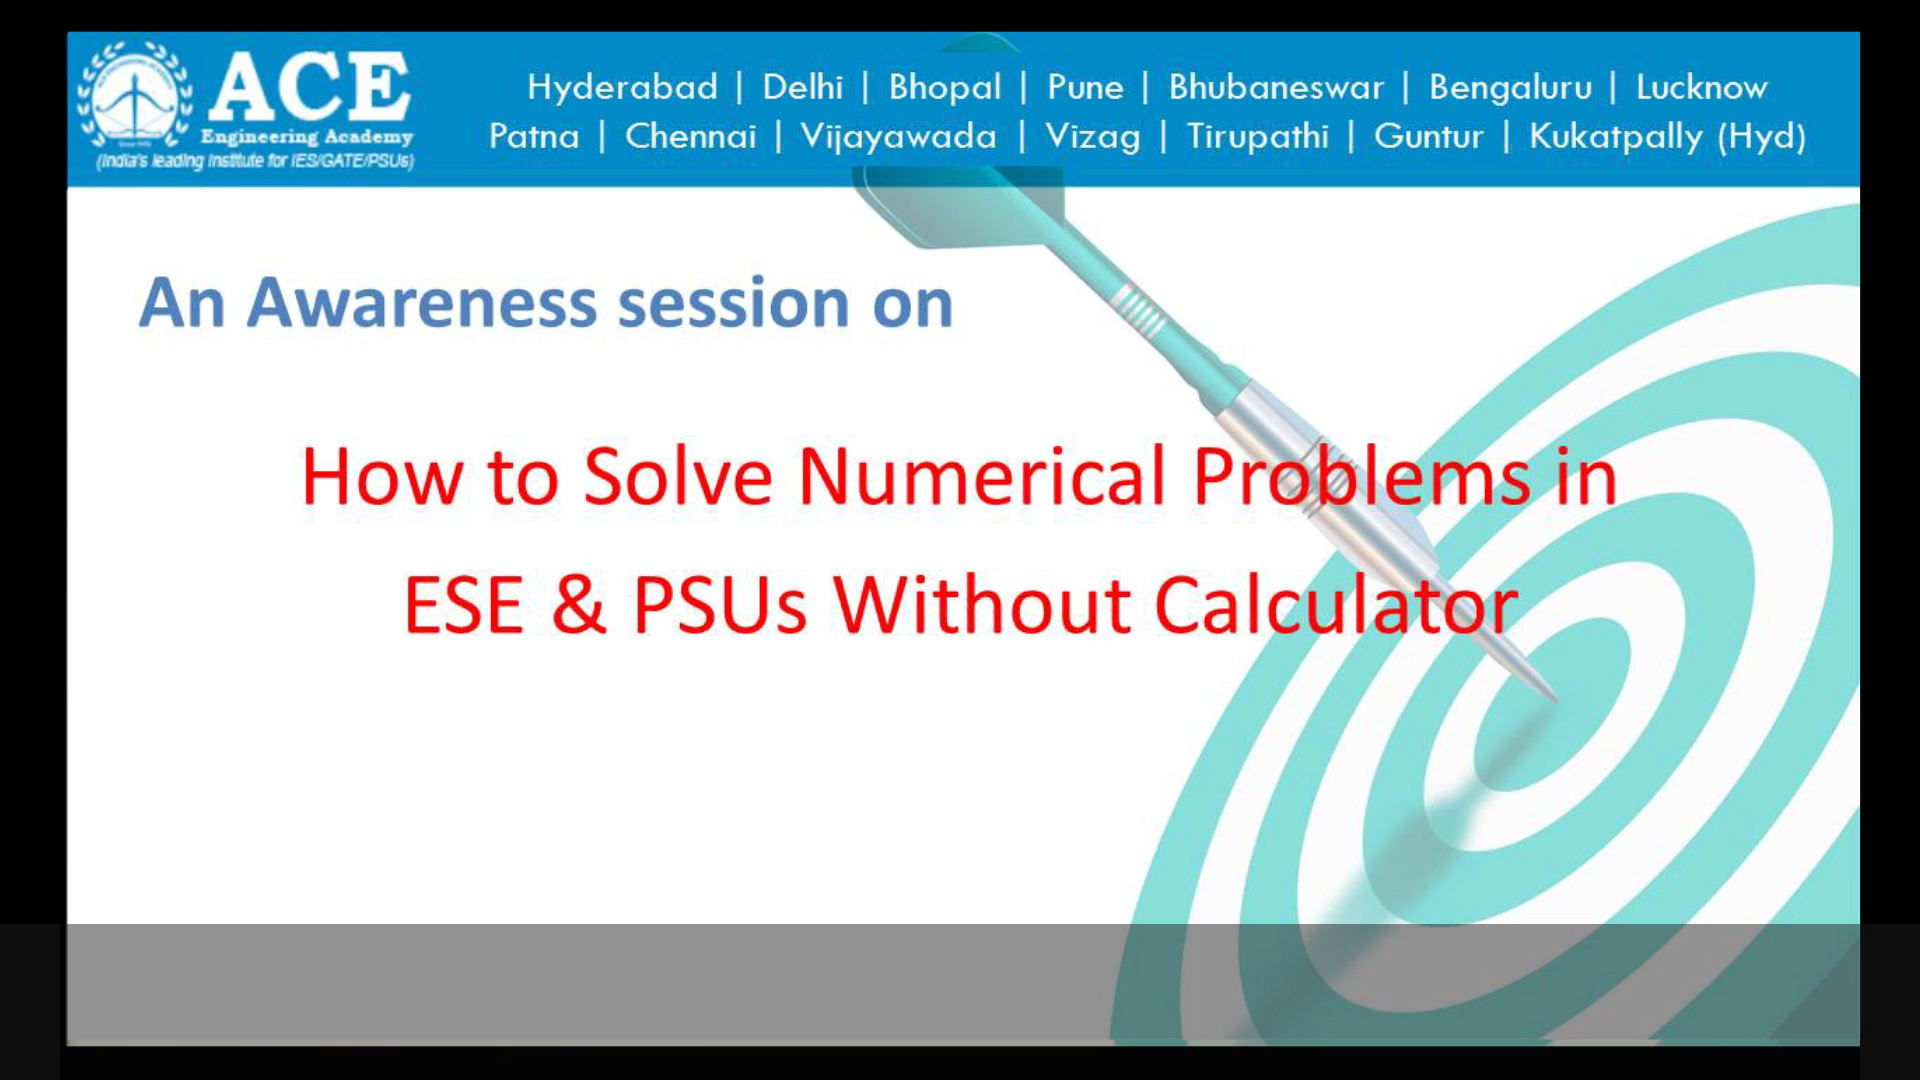 ACE
Engineering Academy
(India's leading Institute for IES/GATE/PSUs)
Hyderabad | Delhi | Bhopal | Pune | Bhubaneswar | Bengaluru | Lucknow
Patna | Chennai | Vijayawada | Vizag | Tirupathi | Guntur | Kukatpally (Hyd)
An Awareness session on
How to Solve Numerical Problems in
ESE & PSUs Without Calculator